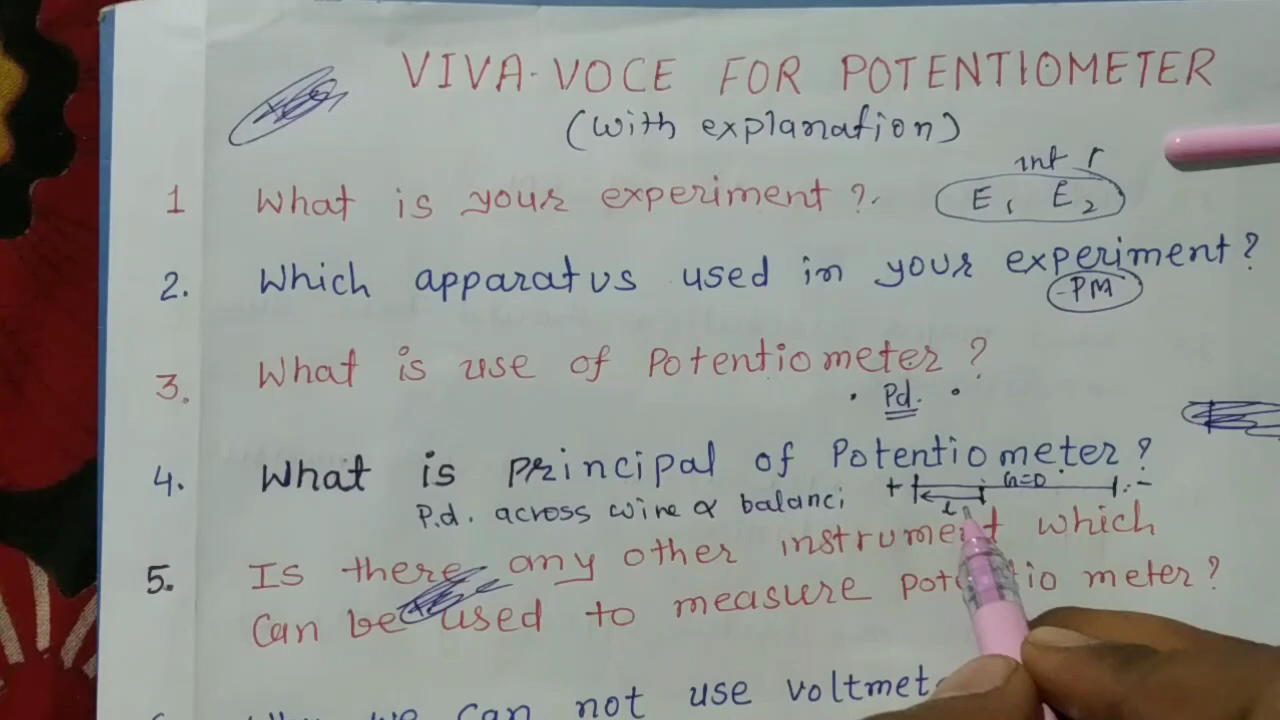 VIVA-VOCE FOR POTENTIOMETER
(with explanation)
int r
1 What is your experiment ? E1 E2
2. Which apparatus used in your experiment?
PM
3. What is use of Potentiometer ?
Pd.
4. What is principal of Potentiometer?
P.d. across wire ∝ balanci + G=0 -
l
5. Is there any other instrument which
Can be used to measure potentio meter?
we can not use voltmet